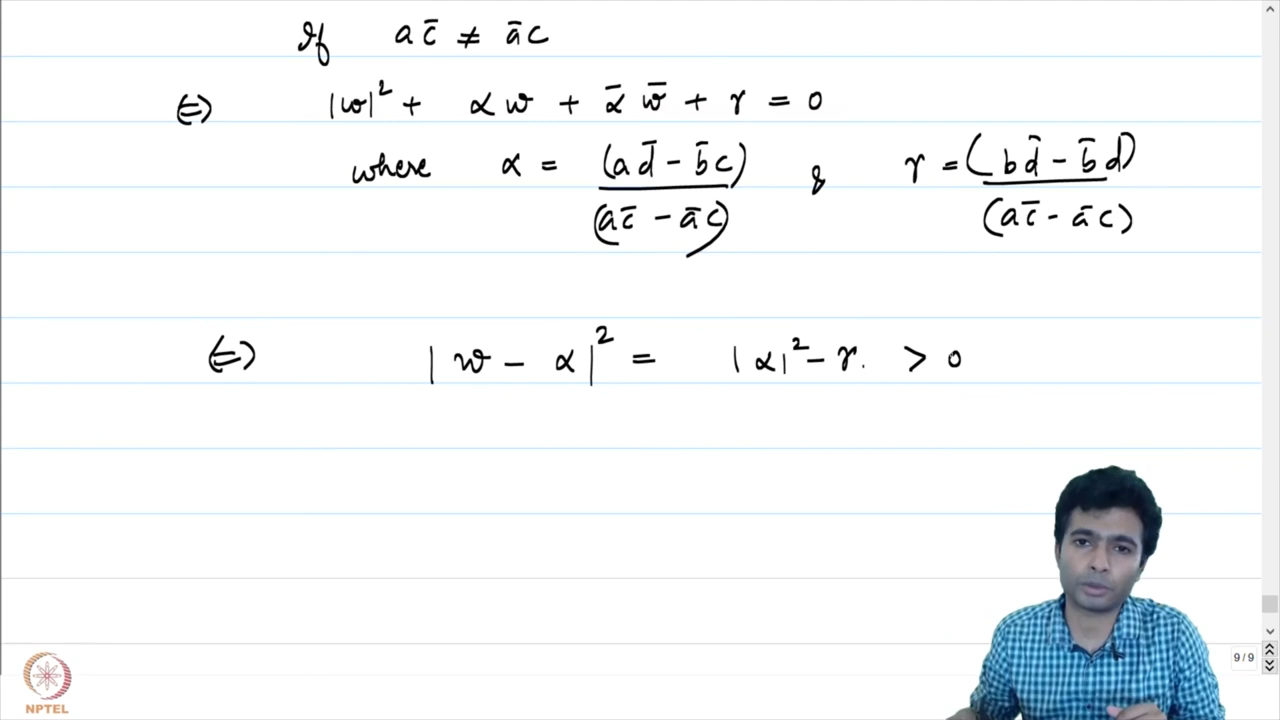 If a c̄ ≠ ā c
⇔ |w|² + α w + ᾱ w̄ + r = 0
where α = (a d̄ - b̄ c) / (a c̄ - ā c) & r = (b d̄ - b̄ d) / (a c̄ - ā c)
⇔ | w - α |² = |α|² - r. > 0
9 / 9
NPTEL